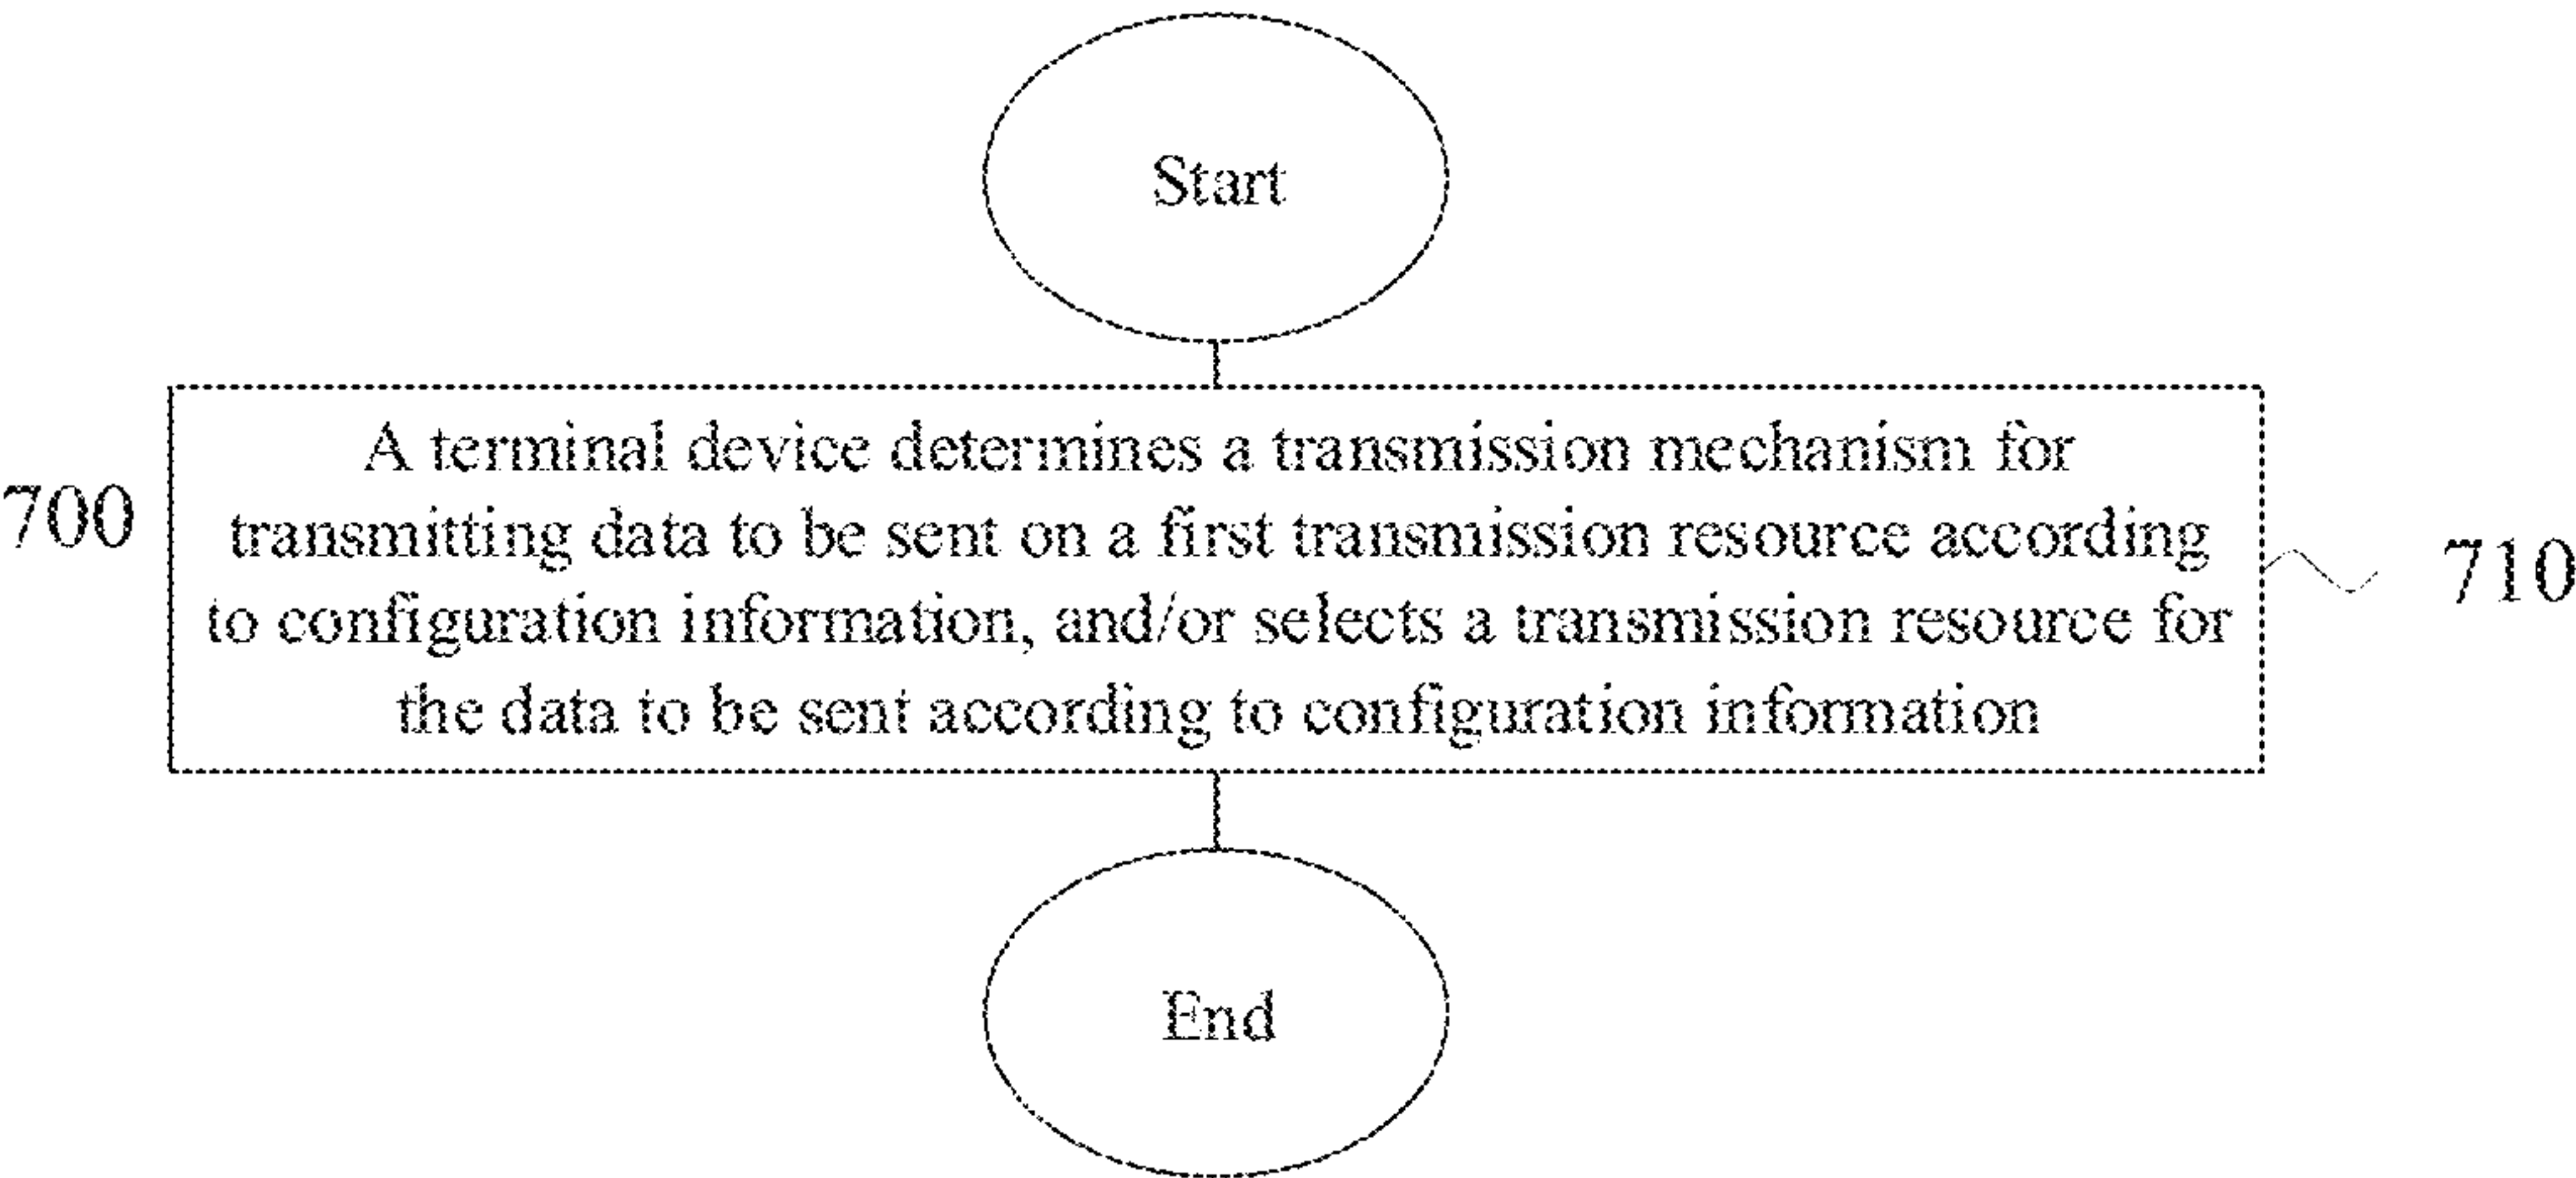 Start
700
A terminal device determines a transmission mechanism for
transmitting data to be sent on a first transmission resource according
to configuration information, and/or selects a transmission resource for
the data to be sent according to configuration information
710
End